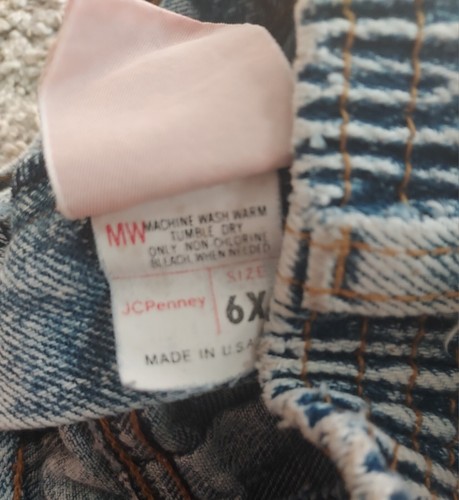 MW MACHINE WASH WARM
TUMBLE DRY
ONLY NON CHLORINE
BLEACH WHEN NEEDED
SIZE
JCPenney 6X
MADE IN U.S.A